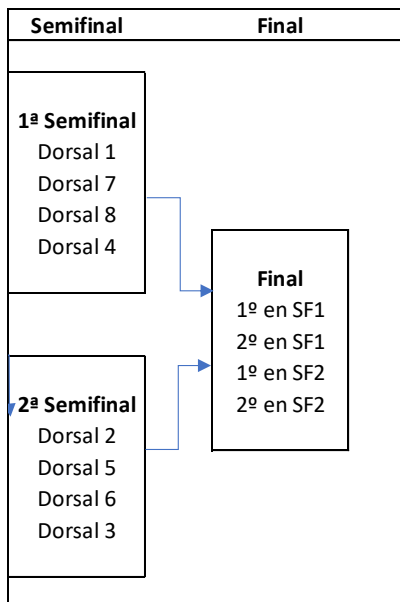 Semifinal Final
1ª Semifinal
Dorsal 1
Dorsal 7
Dorsal 8
Dorsal 4
Final
1º en SF1
2º en SF1
1º en SF2
2º en SF2
2ª Semifinal
Dorsal 2
Dorsal 5
Dorsal 6
Dorsal 3